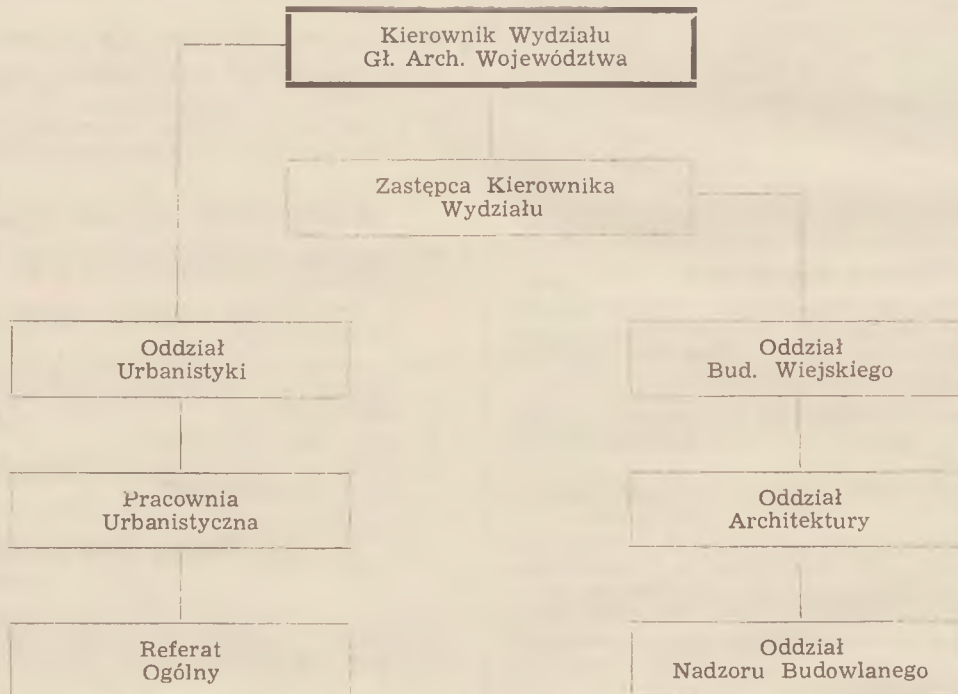 Kierownik Wydziału
Gł. Arch. Województwa
Zastępca Kierownika
Wydziału
Oddział
Urbanistyki
Oddział
Bud. Wiejskiego
Pracownia
Urbanistyczna
Oddział
Architektury
Referat
Ogólny
Oddział
Nadzoru Budowlanego